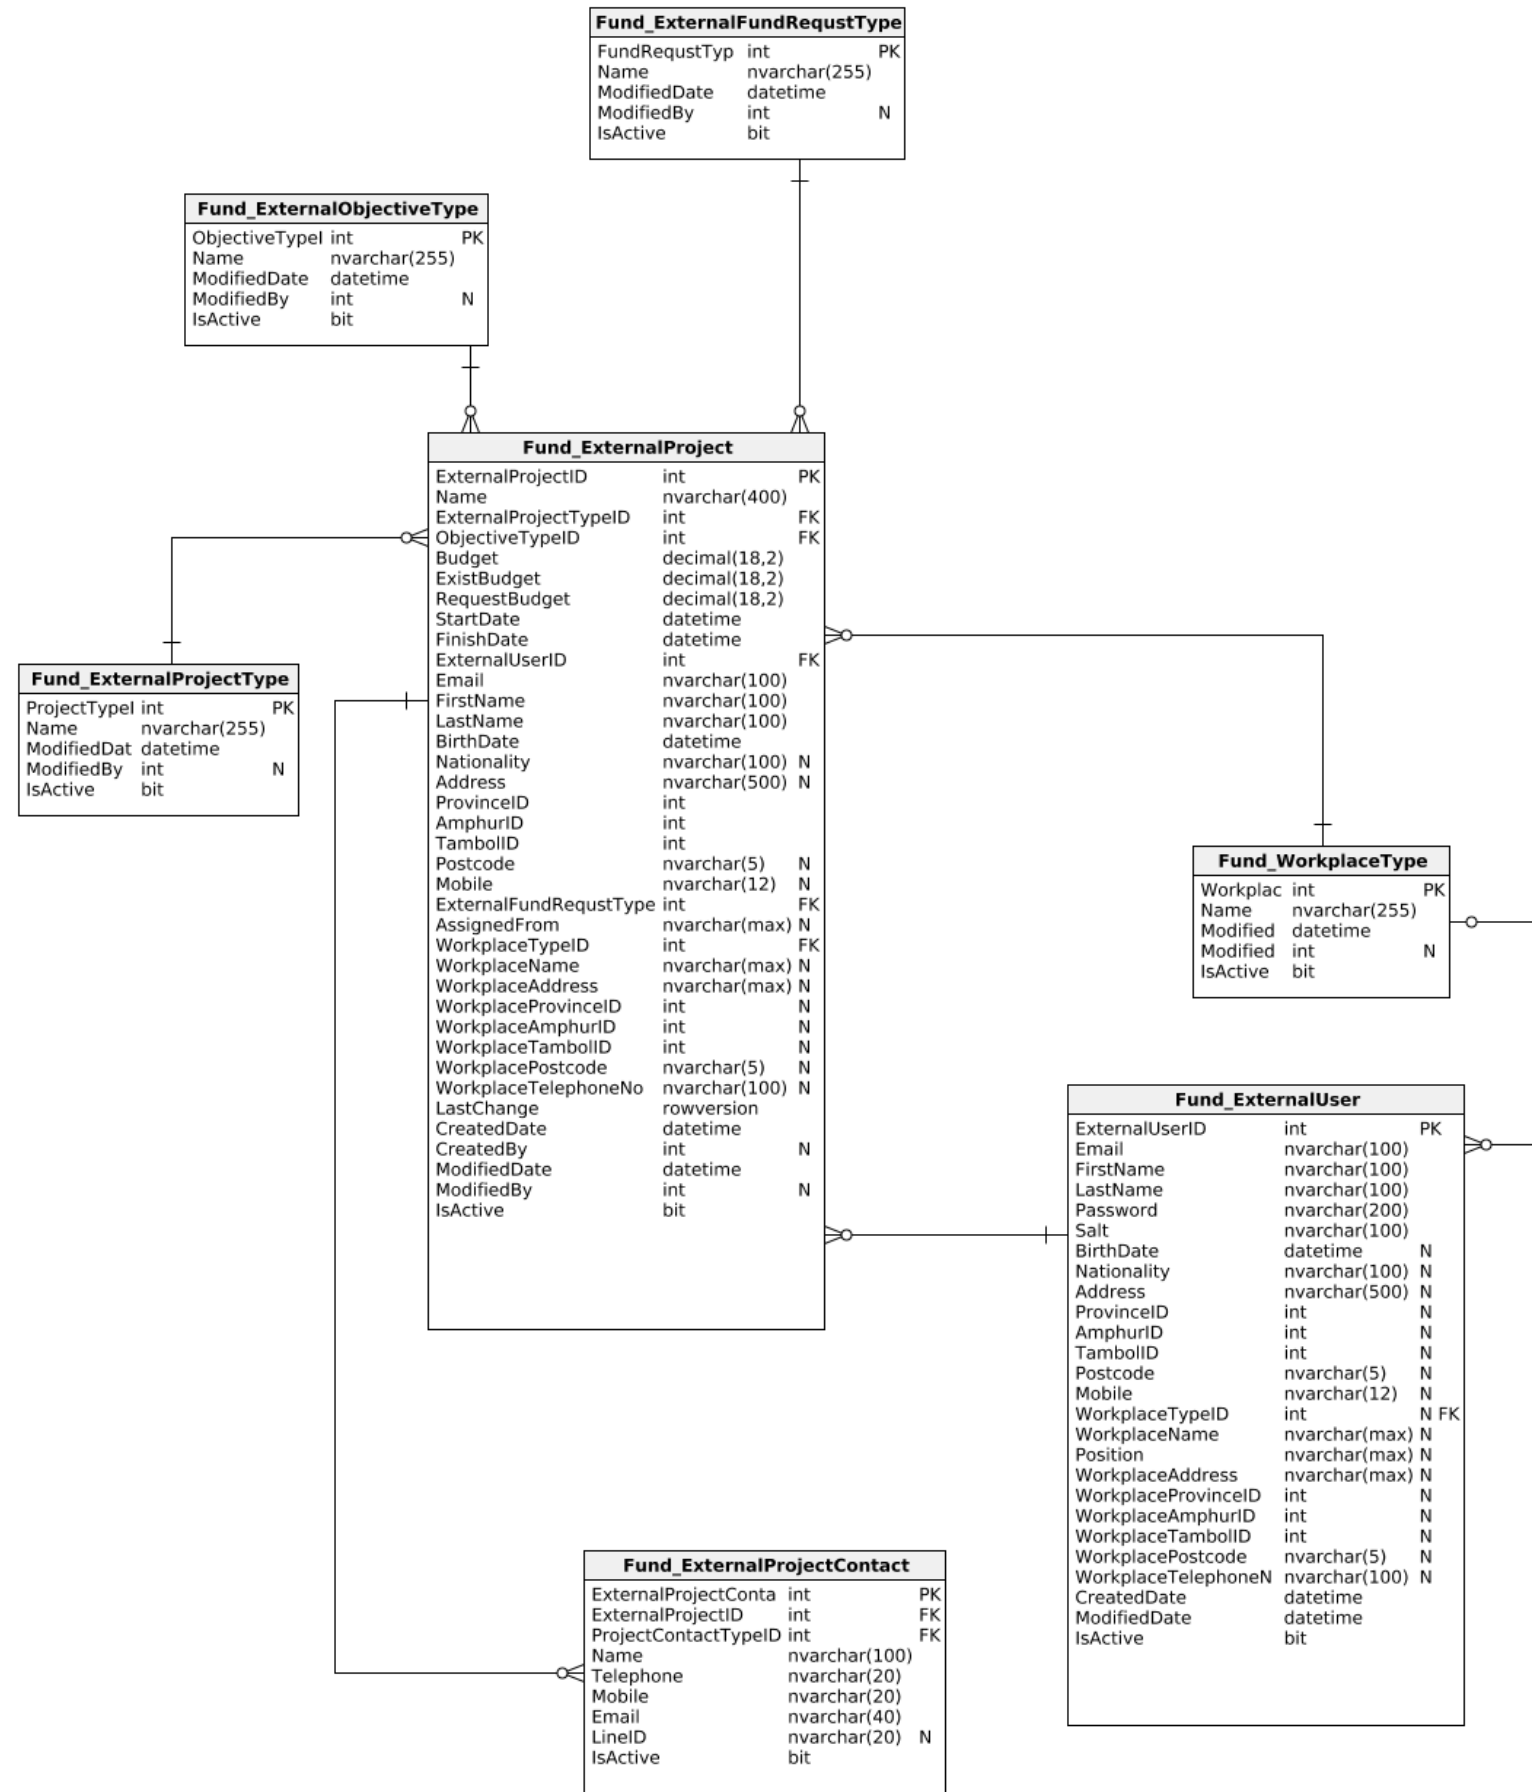 Fund_ExternalFundRequstType
FundRequstTyp int PK
Name nvarchar(255)
ModifiedDate datetime
ModifiedBy int N
IsActive bit
Fund_ExternalObjectiveType
ObjectiveTypeI int PK
Name nvarchar(255)
ModifiedDate datetime
ModifiedBy int N
IsActive bit
Fund_ExternalProject
ExternalProjectID int PK
Name nvarchar(400)
ExternalProjectTypeID int FK
ObjectiveTypeID int FK
Budget decimal(18,2)
ExistBudget decimal(18,2)
RequestBudget decimal(18,2)
StartDate datetime
FinishDate datetime
ExternalUserID int FK
Email nvarchar(100)
FirstName nvarchar(100)
LastName nvarchar(100)
BirthDate datetime
Nationality nvarchar(100) N
Address nvarchar(500) N
ProvinceID int
AmphurID int
TambolID int
Postcode nvarchar(5) N
Mobile nvarchar(12) N
ExternalFundRequstType int FK
AssignedFrom nvarchar(max) N
WorkplaceTypeID int FK
WorkplaceName nvarchar(max) N
WorkplaceAddress nvarchar(max) N
WorkplaceProvinceID int N
WorkplaceAmphurID int N
WorkplaceTambolID int N
WorkplacePostcode nvarchar(5) N
WorkplaceTelephoneNo nvarchar(100) N
LastChange rowversion
CreatedDate datetime
CreatedBy int N
ModifiedDate datetime
ModifiedBy int N
IsActive bit
Fund_ExternalProjectType
ProjectTypeI int PK
Name nvarchar(255)
ModifiedDat datetime
ModifiedBy int N
IsActive bit
Fund_WorkplaceType
Workplac int PK
Name nvarchar(255)
Modified datetime
Modified int N
IsActive bit
Fund_ExternalUser
ExternalUserID int PK
Email nvarchar(100)
FirstName nvarchar(100)
LastName nvarchar(100)
Password nvarchar(200)
Salt nvarchar(100)
BirthDate datetime N
Nationality nvarchar(100) N
Address nvarchar(500) N
ProvinceID int N
AmphurID int N
TambolID int N
Postcode nvarchar(5) N
Mobile nvarchar(12) N
WorkplaceTypeID int N FK
WorkplaceName nvarchar(max) N
Position nvarchar(max) N
WorkplaceAddress nvarchar(max) N
WorkplaceProvinceID int N
WorkplaceAmphurID int N
WorkplaceTambolID int N
WorkplacePostcode nvarchar(5) N
WorkplaceTelephoneN nvarchar(100) N
CreatedDate datetime
ModifiedDate datetime
IsActive bit
Fund_ExternalProjectContact
ExternalProjectConta int PK
ExternalProjectID int FK
ProjectContactTypeID int FK
Name nvarchar(100)
Telephone nvarchar(20)
Mobile nvarchar(20)
Email nvarchar(40)
LineID nvarchar(20) N
IsActive bit